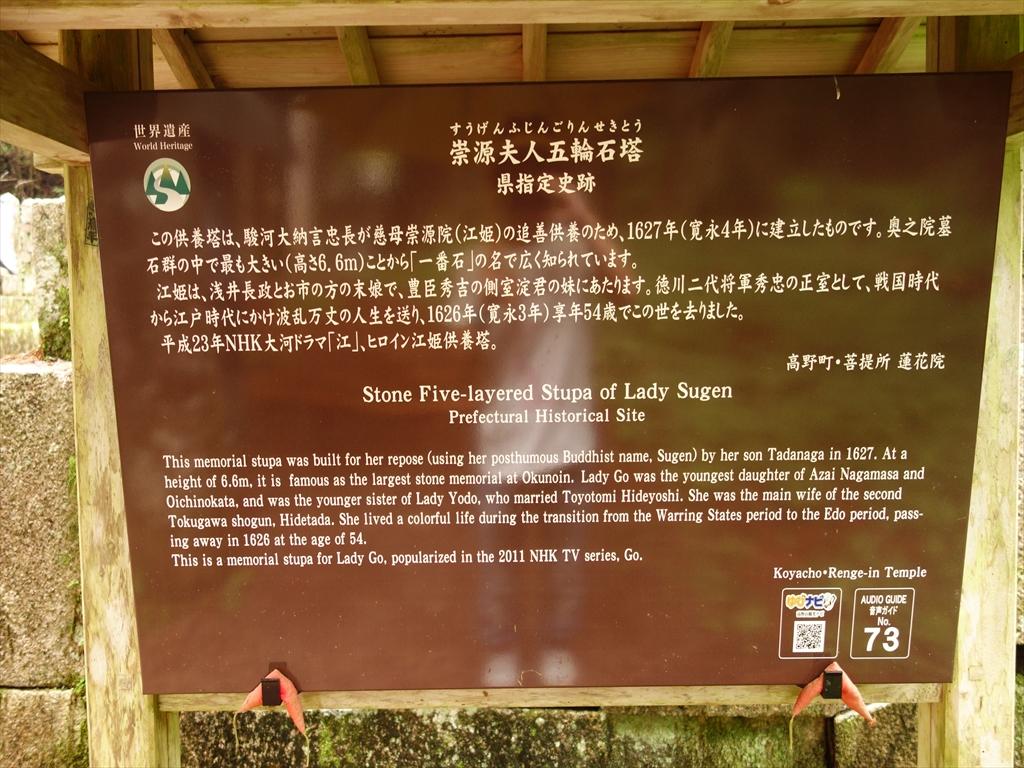 世界遺産
World Heritage
すうげんふじんごりんせきとう
崇源夫人五輪石塔
県指定史跡
この供養塔は、駿河大納言忠長が慈母崇源院(江姫)の追善供養のため、1627年(寛永4年)に建立したものです。奥之院墓
石群の中で最も大きい(高さ6.6m)ことから「一番石」の名で広く知られています。
江姫は、浅井長政とお市の方の末娘で、豊臣秀吉の側室淀君の妹にあたります。徳川二代将軍秀忠の正室として、戦国時代
から江戸時代にかけ波乱万丈の人生を送り、1626年(寛永3年)享年54歳でこの世を去りました。
平成23年NHK大河ドラマ「江」、ヒロイン江姫供養塔。
高野町・菩提所 蓮花院
Stone Five-layered Stupa of Lady Sugen
Prefectural Historical Site
This memorial stupa was built for her repose (using her posthumous Buddhist name, Sugen) by her son Tadanaga in 1627. At a
height of 6.6m, it is famous as the largest stone memorial at Okunoin. Lady Go was the youngest daughter of Azai Nagamasa and
Oichinokata, and was the younger sister of Lady Yodo, who married Toyotomi Hideyoshi. She was the main wife of the second
Tokugawa shogun, Hidetada. She lived a colorful life during the transition from the Warring States period to the Edo period, pass-
ing away in 1626 at the age of 54.
This is a memorial stupa for Lady Go, popularized in the 2011 NHK TV series, Go.
Koyacho•Renge-in Temple
ゆびナビ
AUDIO GUIDE
音声ガイド
No.
73